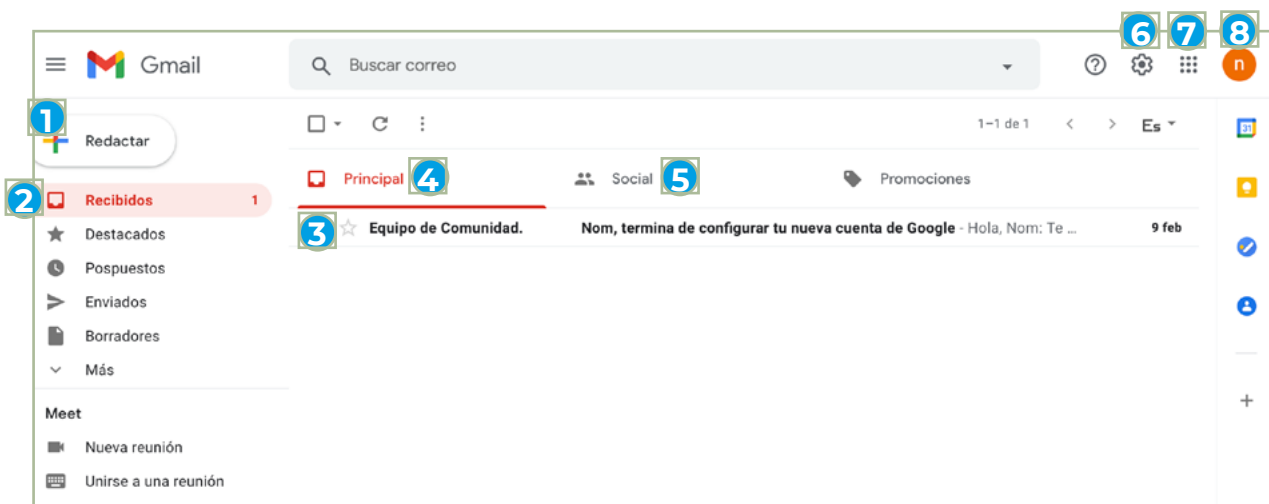 6 7 8
Gmail
Buscar correo
n
1
Redactar
1–1 de 1
Es
31
2
Recibidos 1
Destacados
Pospuestos
Enviados
Borradores
Más
Principal 4
Social 5
Promociones
3 Equipo de Comunidad. Nom, termina de configurar tu nueva cuenta de Google - Hola, Nom: Te ... 9 feb
Meet
Nueva reunión
Unirse a una reunión